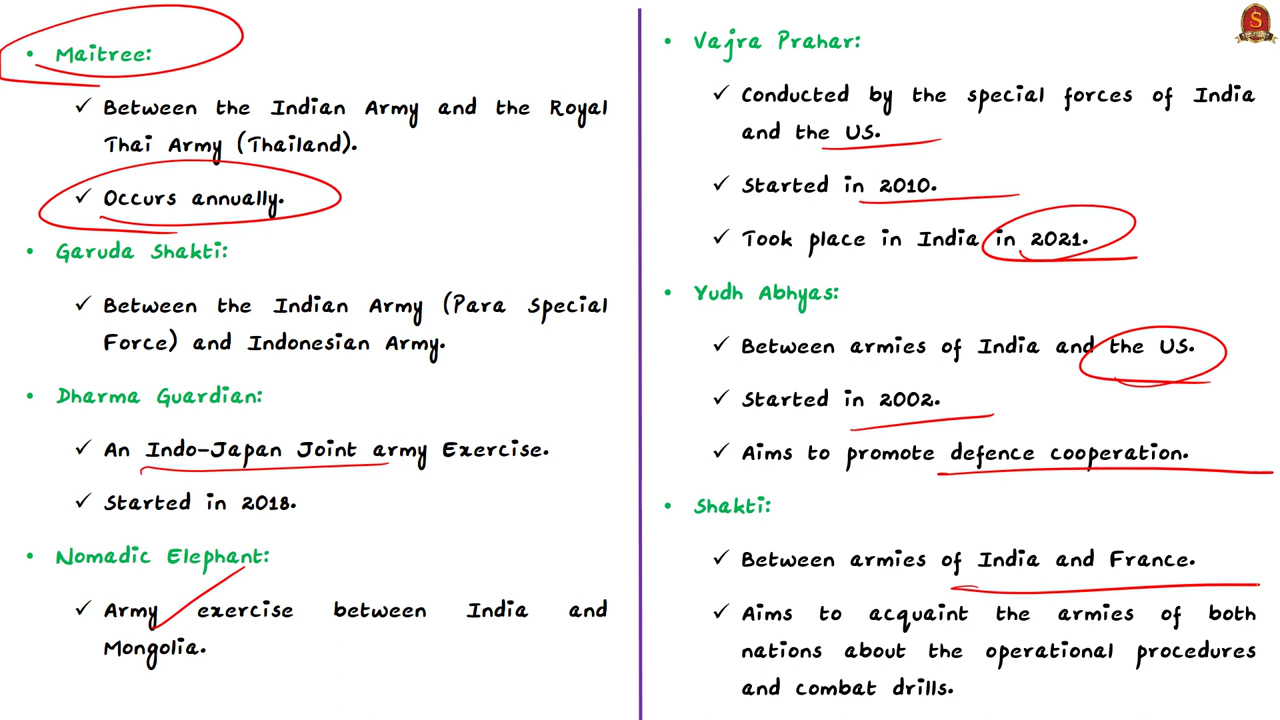 • Maitree:
✓ Between the Indian Army and the Royal
Thai Army (Thailand).
✓ Occurs annually.
• Garuda Shakti:
✓ Between the Indian Army (Para Special
Force) and Indonesian Army.
• Dharma Guardian:
✓ An Indo-Japan Joint army Exercise.
✓ Started in 2018.
• Nomadic Elephant:
✓ Army exercise between India and
Mongolia.
• Vajra Prahar:
✓ Conducted by the special forces of India
and the US.
✓ Started in 2010.
✓ Took place in India in 2021.
• Yudh Abhyas:
✓ Between armies of India and the US.
✓ Started in 2002.
✓ Aims to promote defence cooperation.
• Shakti:
✓ Between armies of India and France.
✓ Aims to acquaint the armies of both
nations about the operational procedures
and combat drills.
S